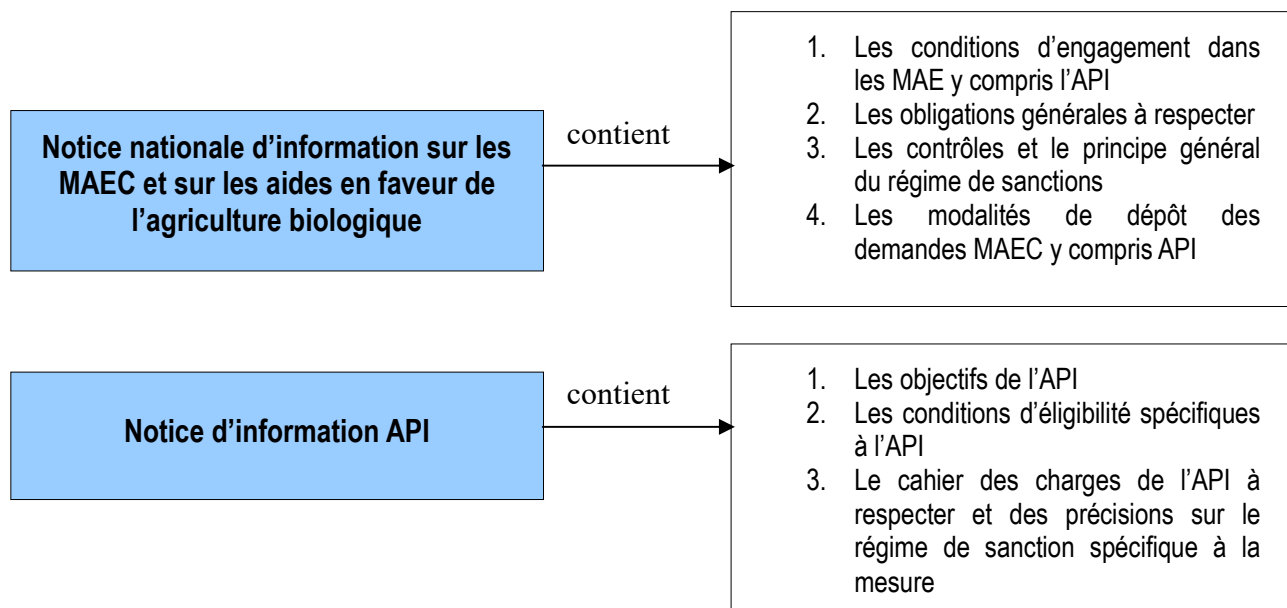 Notice nationale d’information sur les
MAEC et sur les aides en faveur de
l’agriculture biologique
contient
1. Les conditions d’engagement dans
les MAE y compris l’API
2. Les obligations générales à respecter
3. Les contrôles et le principe général
du régime de sanctions
4. Les modalités de dépôt des
demandes MAEC y compris API
Notice d’information API
contient
1. Les objectifs de l’API
2. Les conditions d’éligibilité spécifiques
à l’API
3. Le cahier des charges de l’API à
respecter et des précisions sur le
régime de sanction spécifique à la
mesure